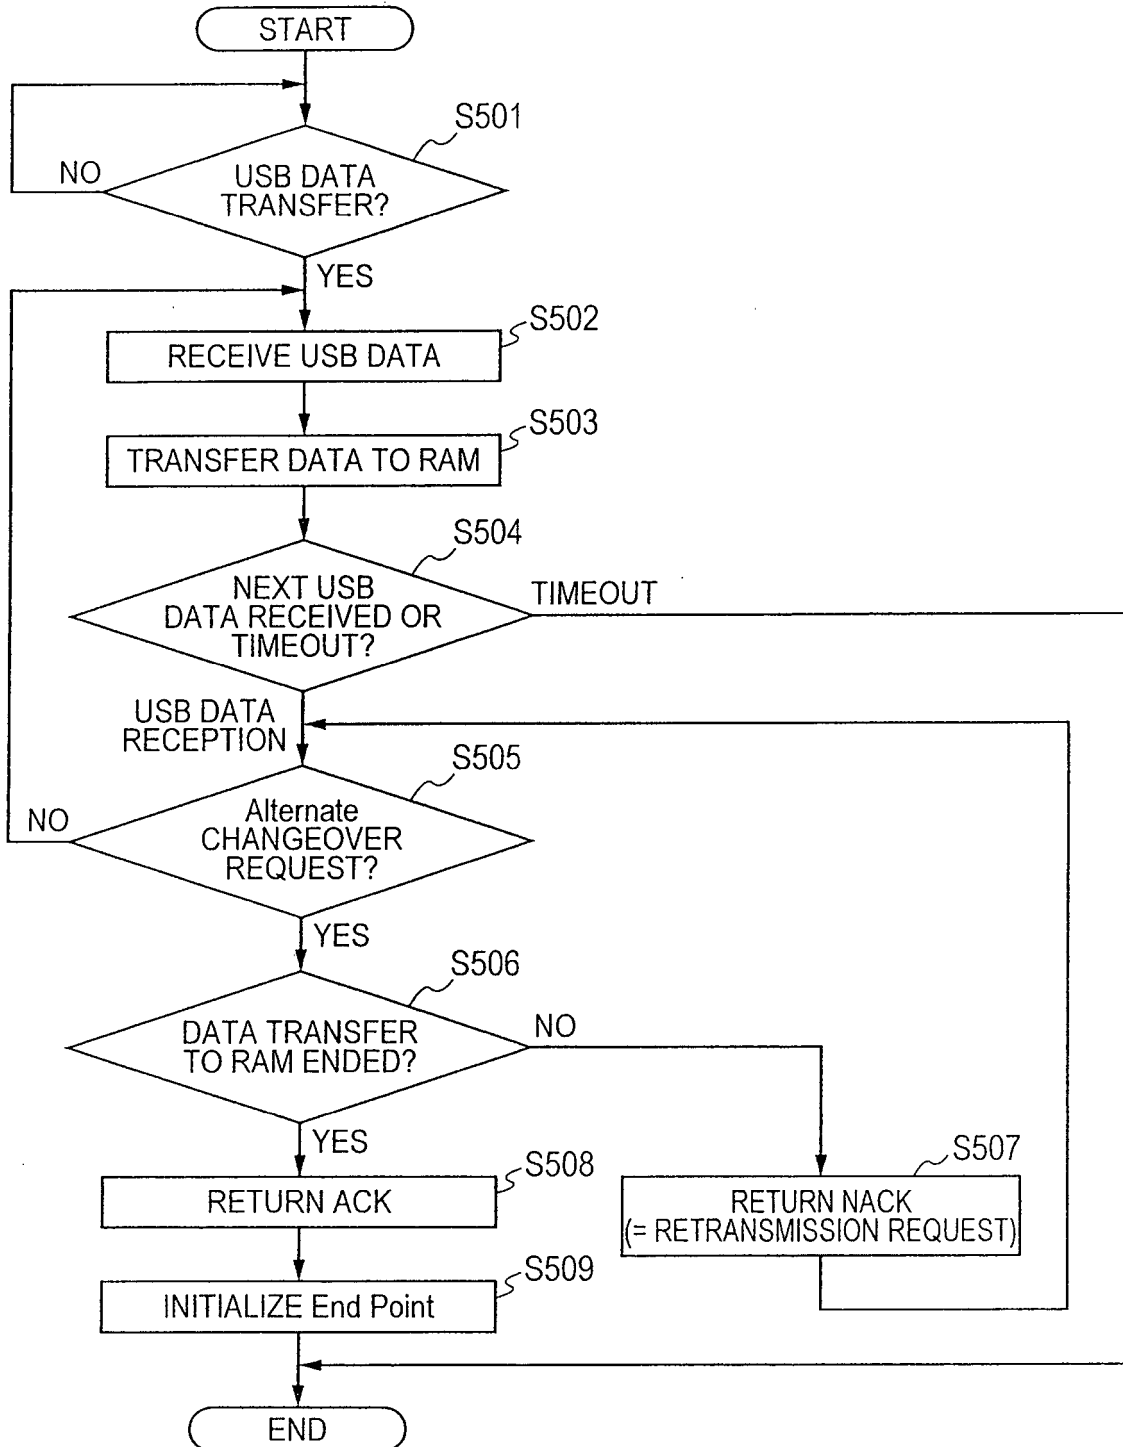 START
S501
NO
USB DATA
TRANSFER?
YES
S502
RECEIVE USB DATA
S503
TRANSFER DATA TO RAM
S504
NEXT USB
DATA RECEIVED OR
TIMEOUT?
TIMEOUT
USB DATA
RECEPTION
S505
NO
Alternate
CHANGEOVER
REQUEST?
YES
S506
DATA TRANSFER
TO RAM ENDED?
NO
YES
S507
RETURN NACK
(= RETRANSMISSION REQUEST)
S508
RETURN ACK
S509
INITIALIZE End Point
END